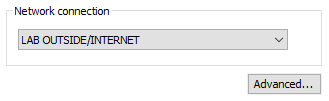 Network connection
LAB OUTSIDE/INTERNET
Advanced...